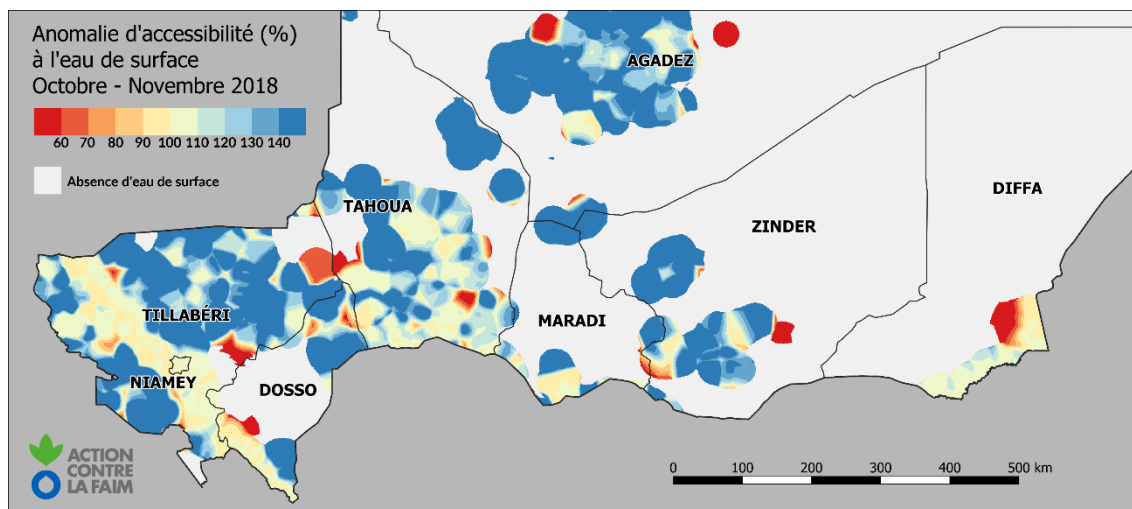 Anomalie d'accessibilité (%)
à l'eau de surface
Octobre - Novembre 2018
60 70 80 90 100 110 120 130 140
Absence d'eau de surface
AGADEZ
TAHOUA
DIFFA
ZINDER
TILLABÉRI
MARADI
NIAMEY
DOSSO
ACTION
CONTRE
LA FAIM
0 100 200 300 400 500 km